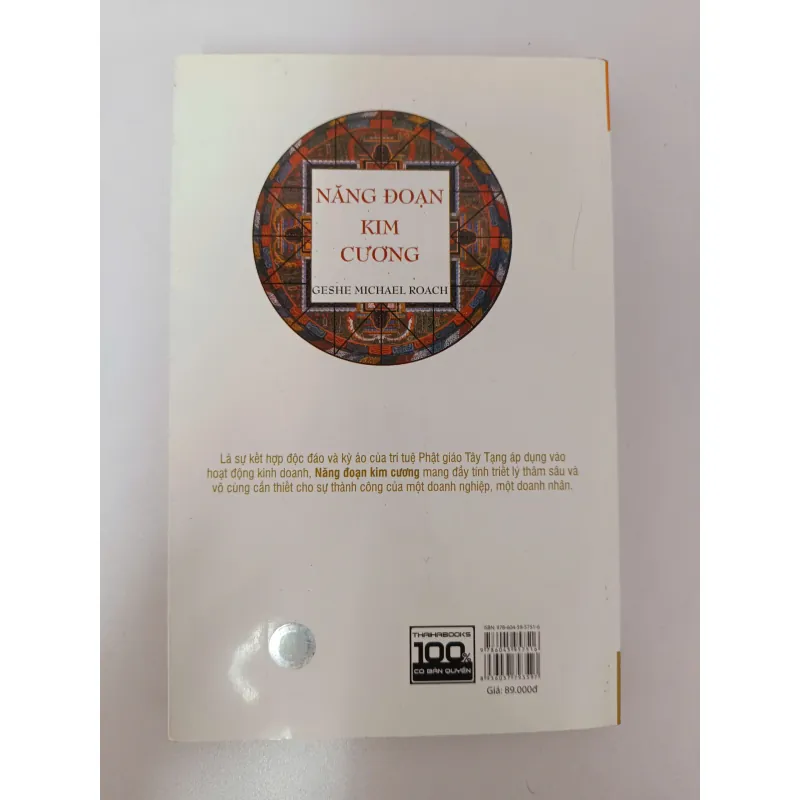 NĂNG ĐOẠN
KIM
CƯƠNG
GESHE MICHAEL ROACH
Là sự kết hợp độc đáo và kỳ ảo của trí tuệ Phật giáo Tây Tạng áp dụng vào
hoạt động kinh doanh, Năng đoạn kim cương mang đầy tính triết lý thâm sâu và
vô cùng cần thiết cho sự thành công của một doanh nghiệp, một doanh nhân.
THAIHABOOKS
100%
CÓ BẢN QUYỀN
Giá: 89.000đ